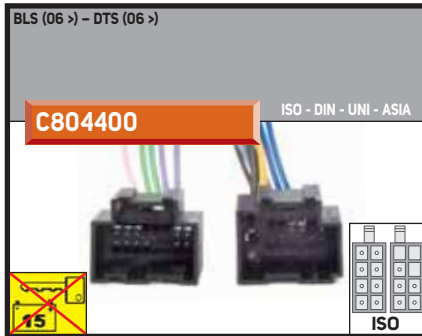 BLS (06 >) – DTS (06 >)
ISO - DIN - UNI - ASIA
C804400
15
ISO